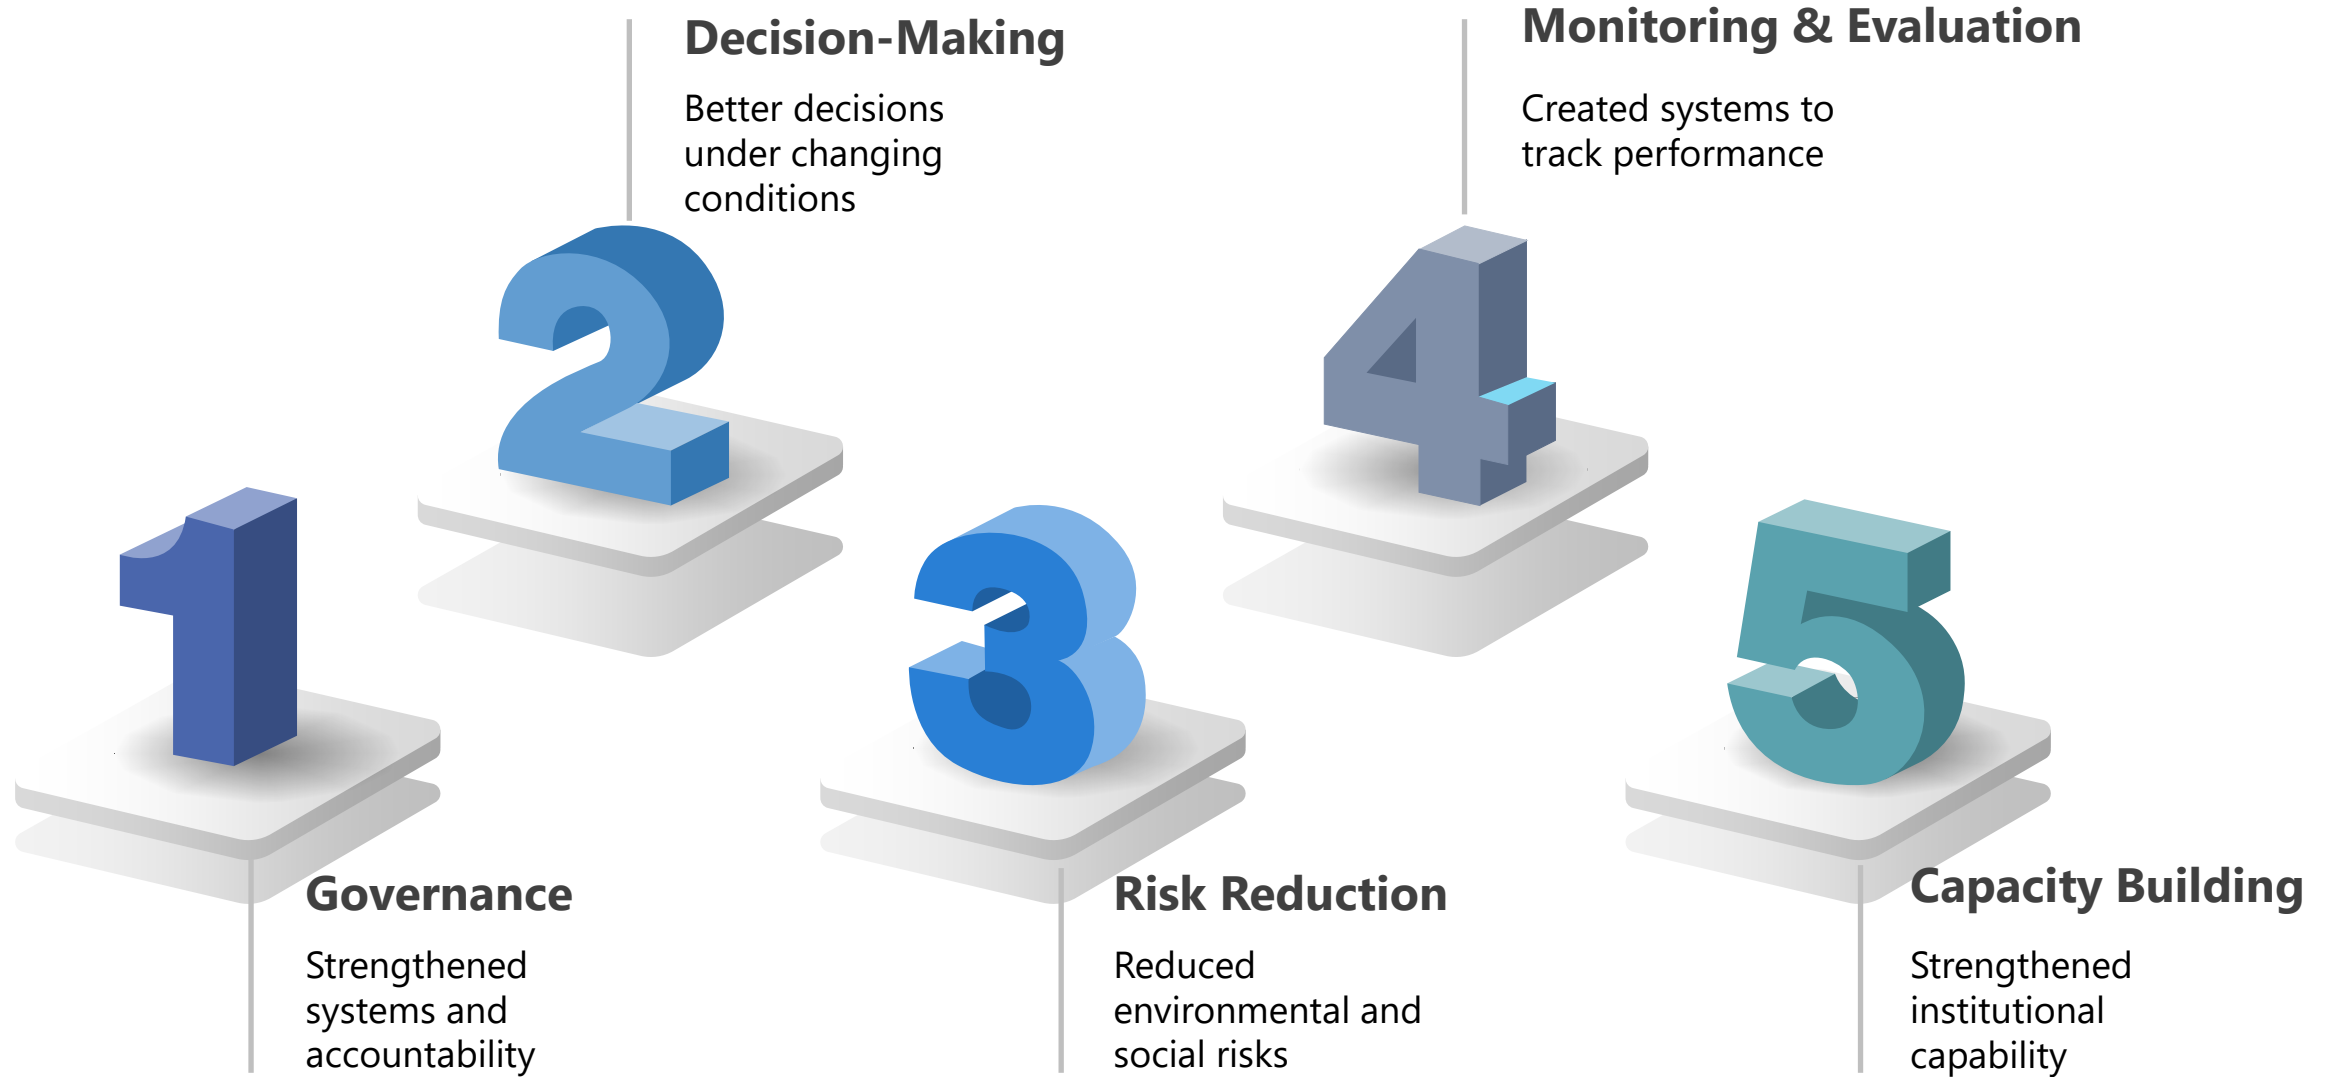 1
Governance
Strengthened
systems and
accountability
2
Decision-Making
Better decisions
under changing
conditions
3
Risk Reduction
Reduced
environmental and
social risks
4
Monitoring & Evaluation
Created systems to
track performance
5
Capacity Building
Strengthened
institutional
capability